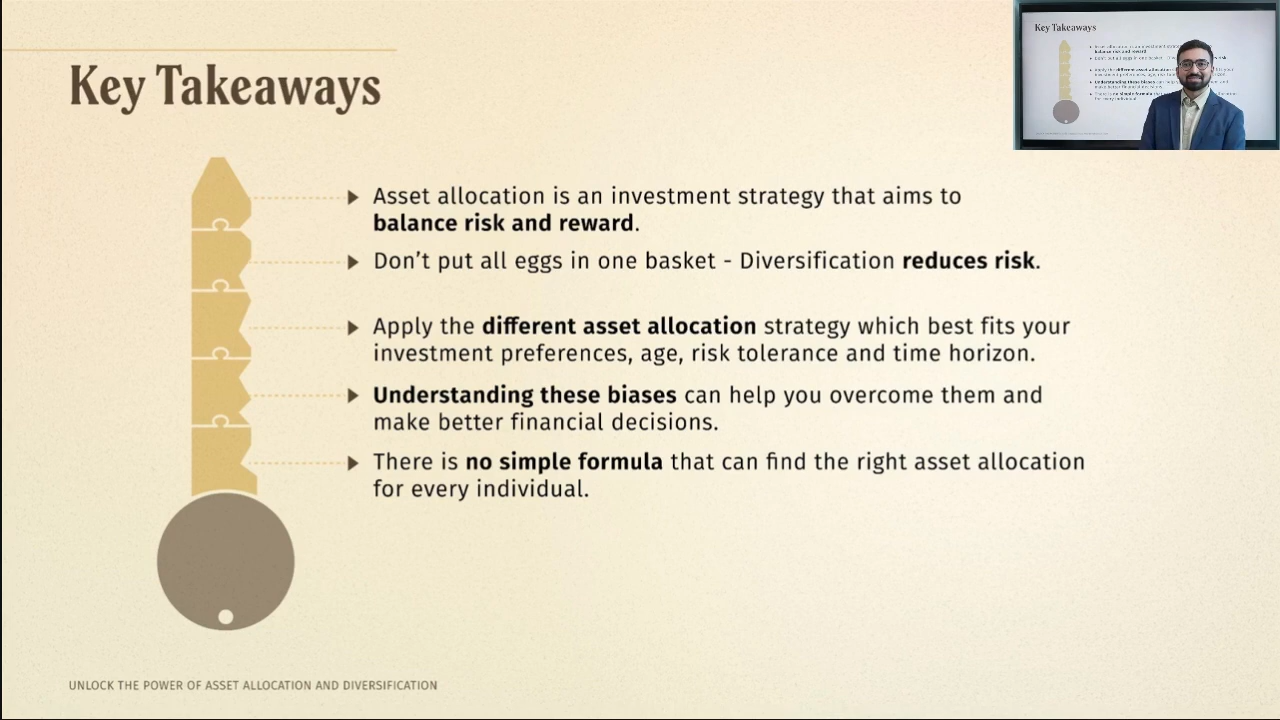 Key Takeaways
Asset allocation is an investment strategy that aims to
balance risk and reward.
Don’t put all eggs in one basket - Diversification reduces risk.
Apply the different asset allocation strategy which best fits your
investment preferences, age, risk tolerance and time horizon.
Understanding these biases can help you overcome them and
make better financial decisions.
There is no simple formula that can find the right asset allocation
for every individual.
UNLOCK THE POWER OF ASSET ALLOCATION AND DIVERSIFICATION
Key Takeaways